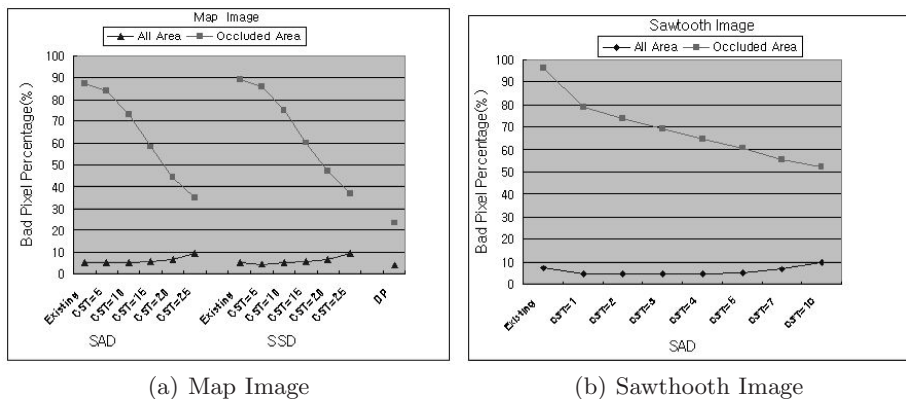 Map Image
All Area Occluded Area
100
90
80
70
60
50
40
30
20
10
0
Bad Pixel Percentage(%)
Existing
CST=5
CST=10
CST=15
CST=20
CST=25
Existing
CST=5
CST=10
CST=15
CST=20
CST=25
DP
SAD SSD
(a) Map Image
Sawtooth Image
All Area Occluded Area
100
90
80
70
60
50
40
30
20
10
0
Bad Pixel Percentage(%)
Existing
CST=1
CST=2
CST=3
CST=4
CST=5
CST=7
CST=10
SAD
(b) Sawthooth Image